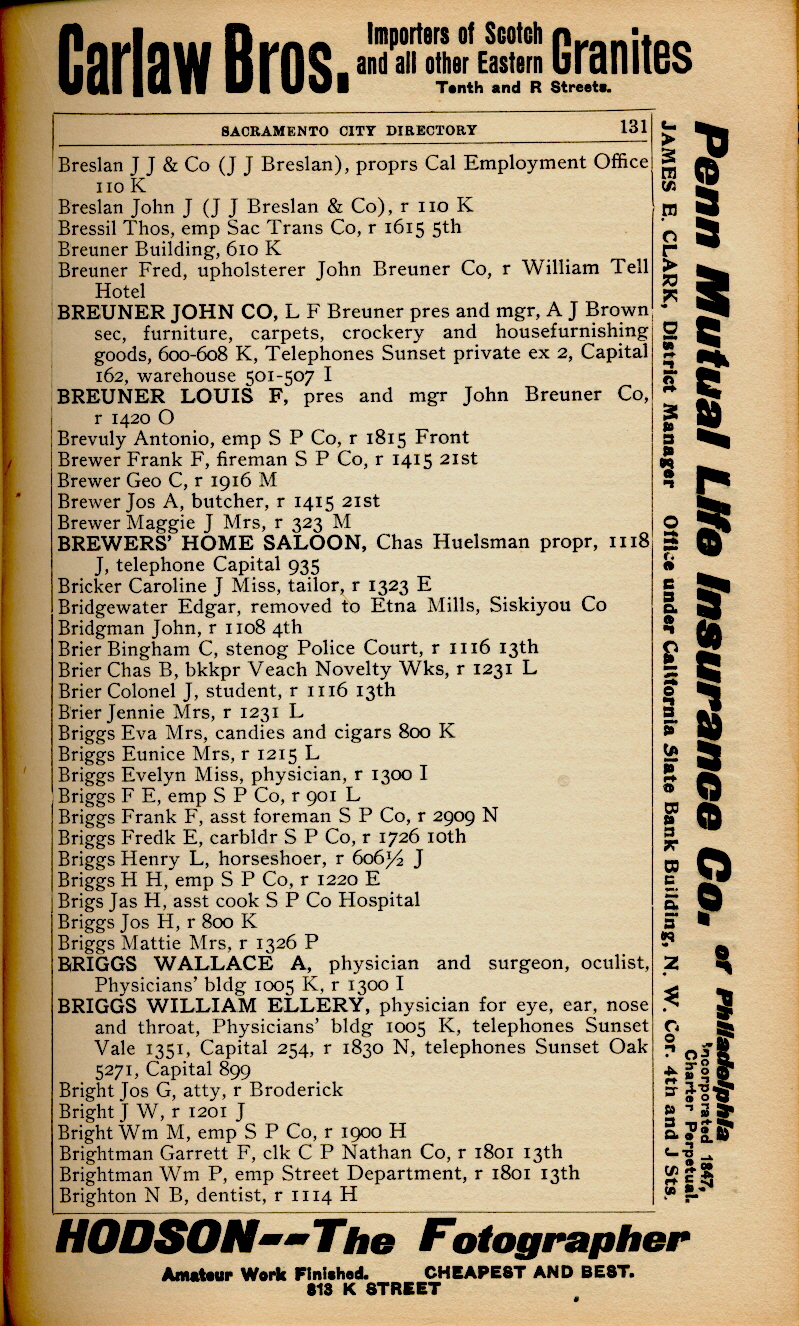 Carlaw Bros. Importers of Scotch and all other Eastern Granites
Tenth and R Streets.
SACRAMENTO CITY DIRECTORY 131
Breslan J J & Co (J J Breslan), proprs Cal Employment Office
110 K
Breslan John J (J J Breslan & Co), r 110 K
Bressil Thos, emp Sac Trans Co, r 1615 5th
Breuner Building, 610 K
Breuner Fred, upholsterer John Breuner Co, r William Tell
Hotel
BREUNER JOHN CO, L F Breuner pres and mgr, A J Brown
sec, furniture, carpets, crockery and housefurnishing
goods, 600-608 K, Telephones Sunset private ex 2, Capital
162, warehouse 501-507 I
BREUNER LOUIS F, pres and mgr John Breuner Co,
r 1420 O
Brevuly Antonio, emp S P Co, r 1815 Front
Brewer Frank F, fireman S P Co, r 1415 21st
Brewer Geo C, r 1916 M
Brewer Jos A, butcher, r 1415 21st
Brewer Maggie J Mrs, r 323 M
BREWERS' HOME SALOON, Chas Huelsman propr, 1118
J, telephone Capital 935
Bricker Caroline J Miss, tailor, r 1323 E
Bridgewater Edgar, removed to Etna Mills, Siskiyou Co
Bridgman John, r 1108 4th
Brier Bingham C, stenog Police Court, r 1116 13th
Brier Chas B, bkkpr Veach Novelty Wks, r 1231 L
Brier Colonel J, student, r 1116 13th
Brier Jennie Mrs, r 1231 L
Briggs Eva Mrs, candies and cigars 800 K
Briggs Eunice Mrs, r 1215 L
Briggs Evelyn Miss, physician, r 1300 I
Briggs F E, emp S P Co, r 901 L
Briggs Frank F, asst foreman S P Co, r 2909 N
Briggs Fredk E, carbldr S P Co, r 1726 10th
Briggs Henry L, horseshoer, r 606½ J
Briggs H H, emp S P Co, r 1220 E
Brigs Jas H, asst cook S P Co Hospital
Briggs Jos H, r 800 K
Briggs Mattie Mrs, r 1326 P
BRIGGS WALLACE A, physician and surgeon, oculist,
Physicians' bldg 1005 K, r 1300 I
BRIGGS WILLIAM ELLERY, physician for eye, ear, nose
and throat, Physicians' bldg 1005 K, telephones Sunset
Vale 1351, Capital 254, r 1830 N, telephones Sunset Oak
5271, Capital 899
Bright Jos G, atty, r Broderick
Bright J W, r 1201 J
Bright Wm M, emp S P Co, r 1900 H
Brightman Garrett F, clk C P Nathan Co, r 1801 13th
Brightman Wm P, emp Street Department, r 1801 13th
Brighton N B, dentist, r 1114 H
Penn Mutual Life Insurance Co. of Philadelphia
Incorporated 1847,
Charter Perpetual.
JAMES E. CLARK, District Manager Office under California State Bank Building, N. W. Cor. 4th and J Sts.
HODSON--The Fotographer
Amateur Work Finished. CHEAPEST AND BEST.
813 K STREET